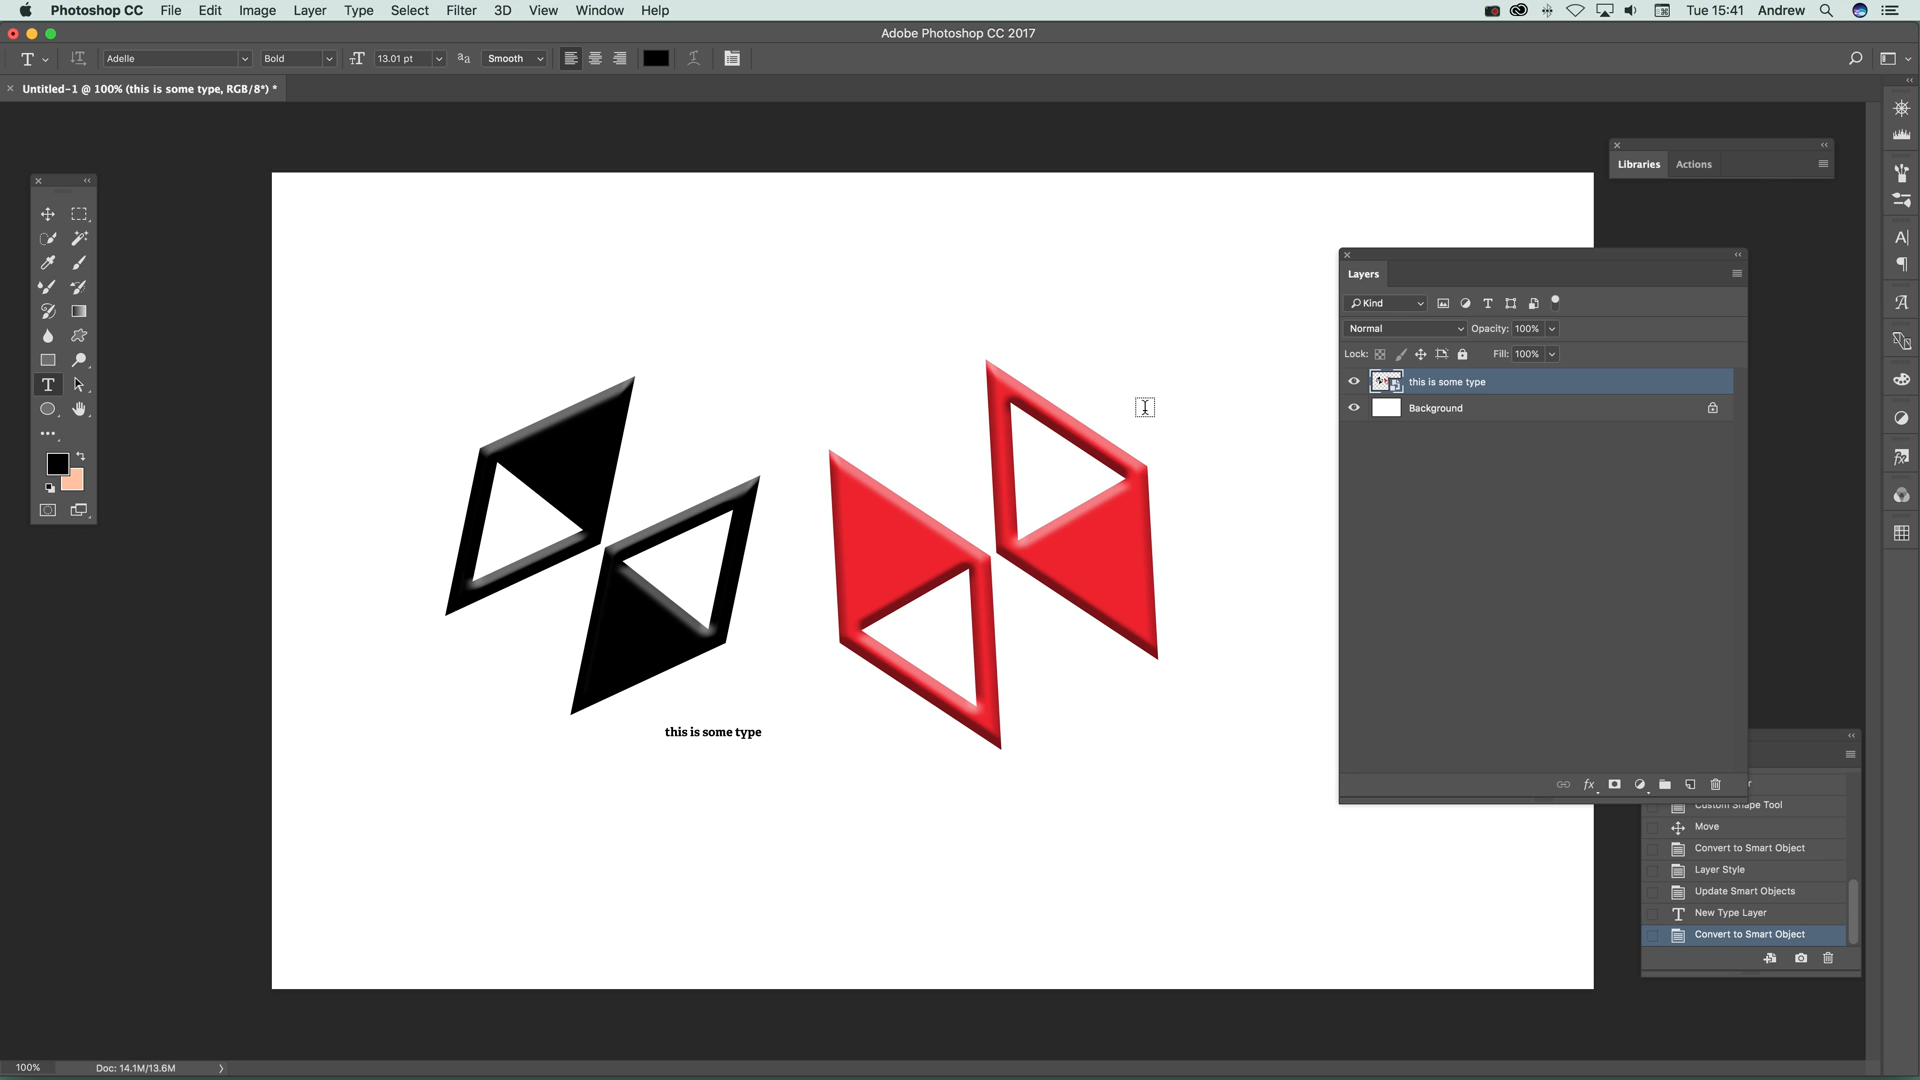 Photoshop CC File Edit Image Layer Type Select Filter 3D View Window Help Tue 15:41 Andrew
Adobe Photoshop CC 2017
Adelle Bold 13.01 pt Smooth
Untitled-1 @ 100% (this is some type, RGB/8*) *
Libraries Actions
Layers
Kind
Normal Opacity: 100%
Lock: Fill: 100%
this is some type
Background
this is some type
Custom Shape Tool
Move
Convert to Smart Object
Layer Style
Update Smart Objects
New Type Layer
Convert to Smart Object
100% Doc: 14.1M/13.6M